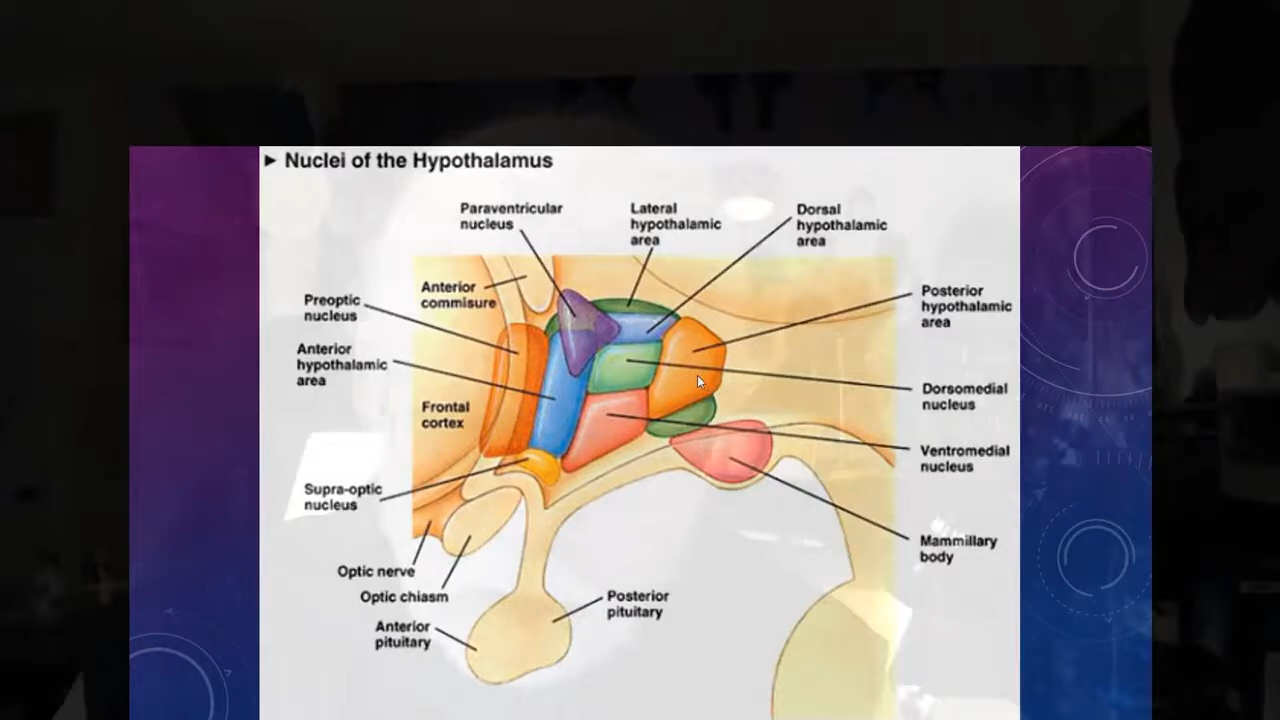 ► Nuclei of the Hypothalamus
Paraventricular
nucleus
Lateral
hypothalamic
area
Dorsal
hypothalamic
area
Anterior
commisure
Preoptic
nucleus
Posterior
hypothalamic
area
Anterior
hypothalamic
area
Dorsomedial
nucleus
Frontal
cortex
Ventromedial
nucleus
Supra-optic
nucleus
Mammillary
body
Optic nerve
Optic chiasm
Posterior
pituitary
Anterior
pituitary